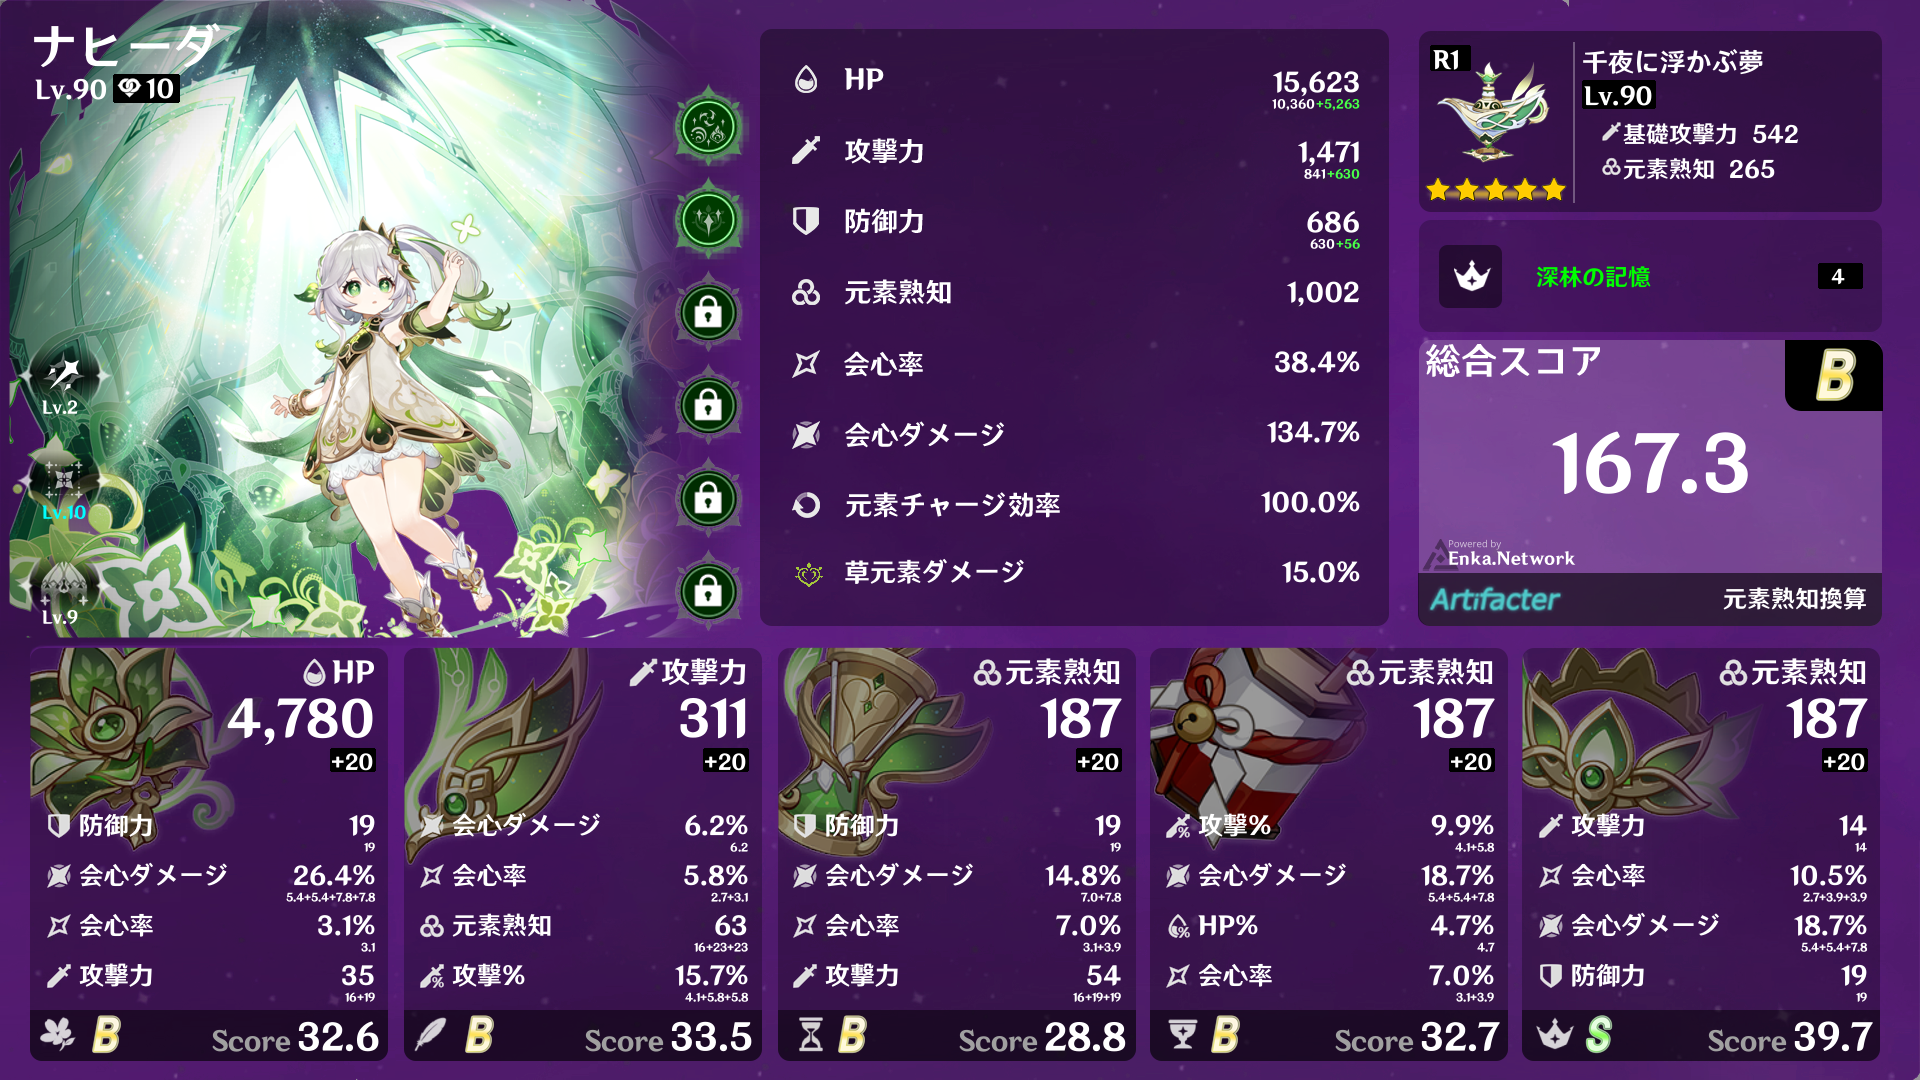 ナヒーダ
Lv.90 10
Lv.2
Lv.10
Lv.9
HP 15,623
10,360+5,263
攻撃力 1,471
841+630
防御力 686
630+56
元素熟知 1,002
会心率 38.4%
会心ダメージ 134.7%
元素チャージ効率 100.0%
草元素ダメージ 15.0%
R1 千夜に浮かぶ夢
Lv.90
基礎攻撃力 542
元素熟知 265
深林の記憶 4
総合スコア B
167.3
Powered by
Enka.Network
Artifacter 元素熟知換算
HP
4,780
+20
防御力 19
19
会心ダメージ 26.4%
5.4+5.4+7.8+7.8
会心率 3.1%
3.1
攻撃力 35
16+19
B Score 32.6
攻撃力
311
+20
会心ダメージ 6.2%
6.2
会心率 5.8%
2.7+3.1
元素熟知 63
16+23+23
攻撃% 15.7%
4.1+5.8+5.8
B Score 33.5
元素熟知
187
+20
防御力 19
19
会心ダメージ 14.8%
7.0+7.8
会心率 7.0%
3.1+3.9
攻撃力 54
16+19+19
B Score 28.8
元素熟知
187
+20
攻撃% 9.9%
4.1+5.8
会心ダメージ 18.7%
5.4+5.4+7.8
HP% 4.7%
4.7
会心率 7.0%
3.1+3.9
B Score 32.7
元素熟知
187
+20
攻撃力 14
14
会心率 10.5%
2.7+3.9+3.9
会心ダメージ 18.7%
5.4+5.4+7.8
防御力 19
19
S Score 39.7